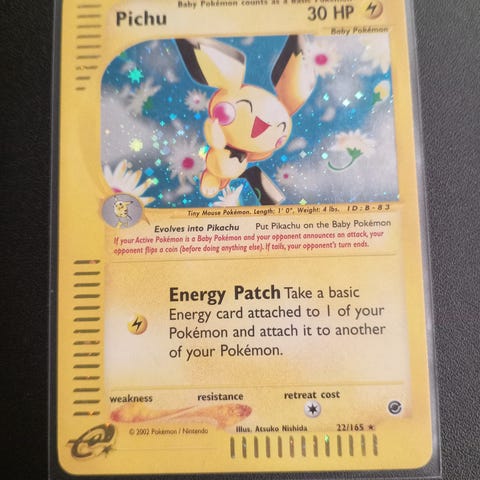 Baby Pokémon counts as a Basic Pokémon
Pichu
30 HP
Baby Pokémon
Tiny Mouse Pokémon. Length: 1' 0", Weight: 4 lbs. ID: B-83
Evolves into Pikachu Put Pikachu on the Baby Pokémon
If your Active Pokémon is a Baby Pokémon and your opponent announces an attack, your
opponent flips a coin (before doing anything else). If tails, your opponent's turn ends.
Energy Patch Take a basic
Energy card attached to 1 of your
Pokémon and attach it to another
of your Pokémon.
weakness resistance retreat cost
© 2002 Pokémon / Nintendo
Illus. Atsuko Nishida
22/165 ★
e